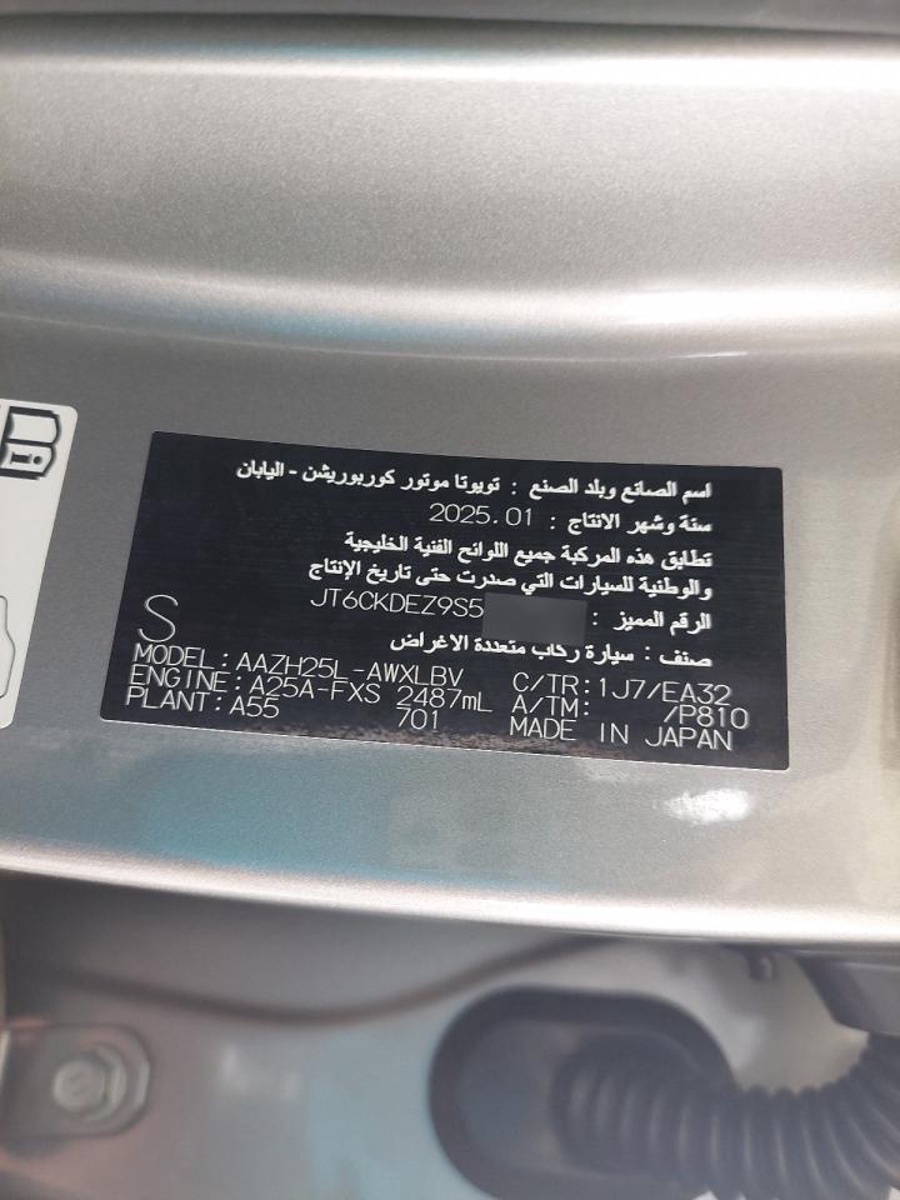 اسم الصانع وبلد الصنع : تويوتا موتور كوربوريشن - اليابان
سنة وشهر الانتاج : 2025.01
تطابق هذه المركبة جميع اللوائح الفنية الخليجية
والوطنية للسيارات التي صدرت حتى تاريخ الإنتاج
الرقم المميز : JT6CKDEZ9S5
صنف : سيارة ركاب متعددة الاغراض
S
MODEL : AAZH25L-AWXLBV C/TR: 1J7/EA32
ENGINE: A25A-FXS 2487mL A/TM: /P810
PLANT: A55 701 MADE IN JAPAN